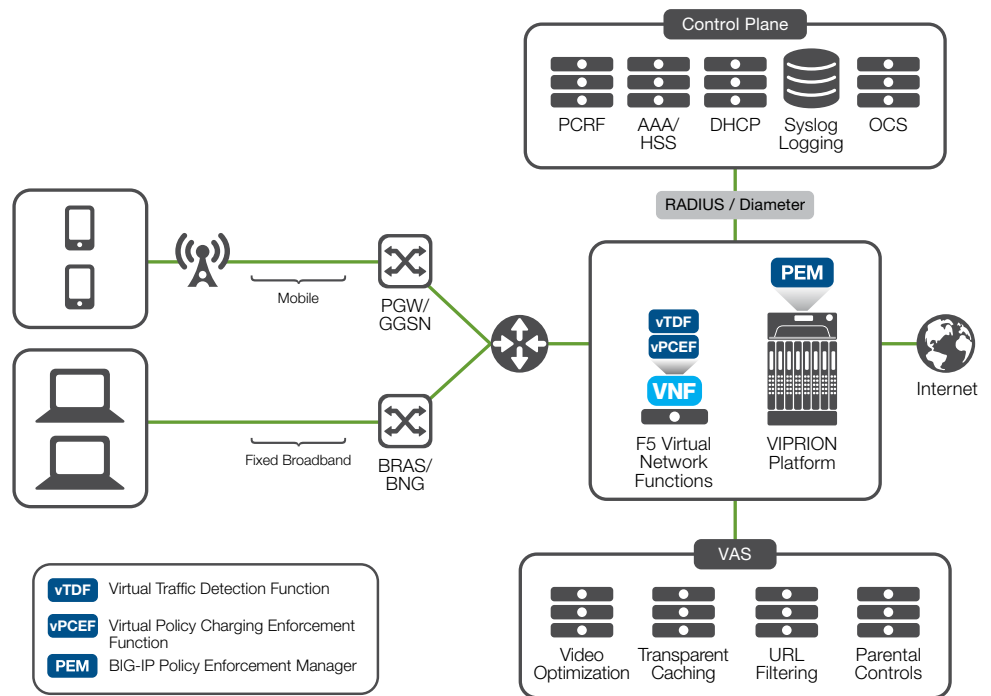 Control Plane
PCRF
AAA/
HSS
DHCP
Syslog
Logging
OCS
RADIUS / Diameter
Mobile
PGW/
GGSN
Fixed Broadband
BRAS/
BNG
PEM
vTDF
vPCEF
VNF
F5 Virtual
Network
Functions
VIPRION
Platform
Internet
VAS
Video
Optimization
Transparent
Caching
URL
Filtering
Parental
Controls
vTDF Virtual Traffic Detection Function
vPCEF Virtual Policy Charging Enforcement
Function
PEM BIG-IP Policy Enforcement Manager